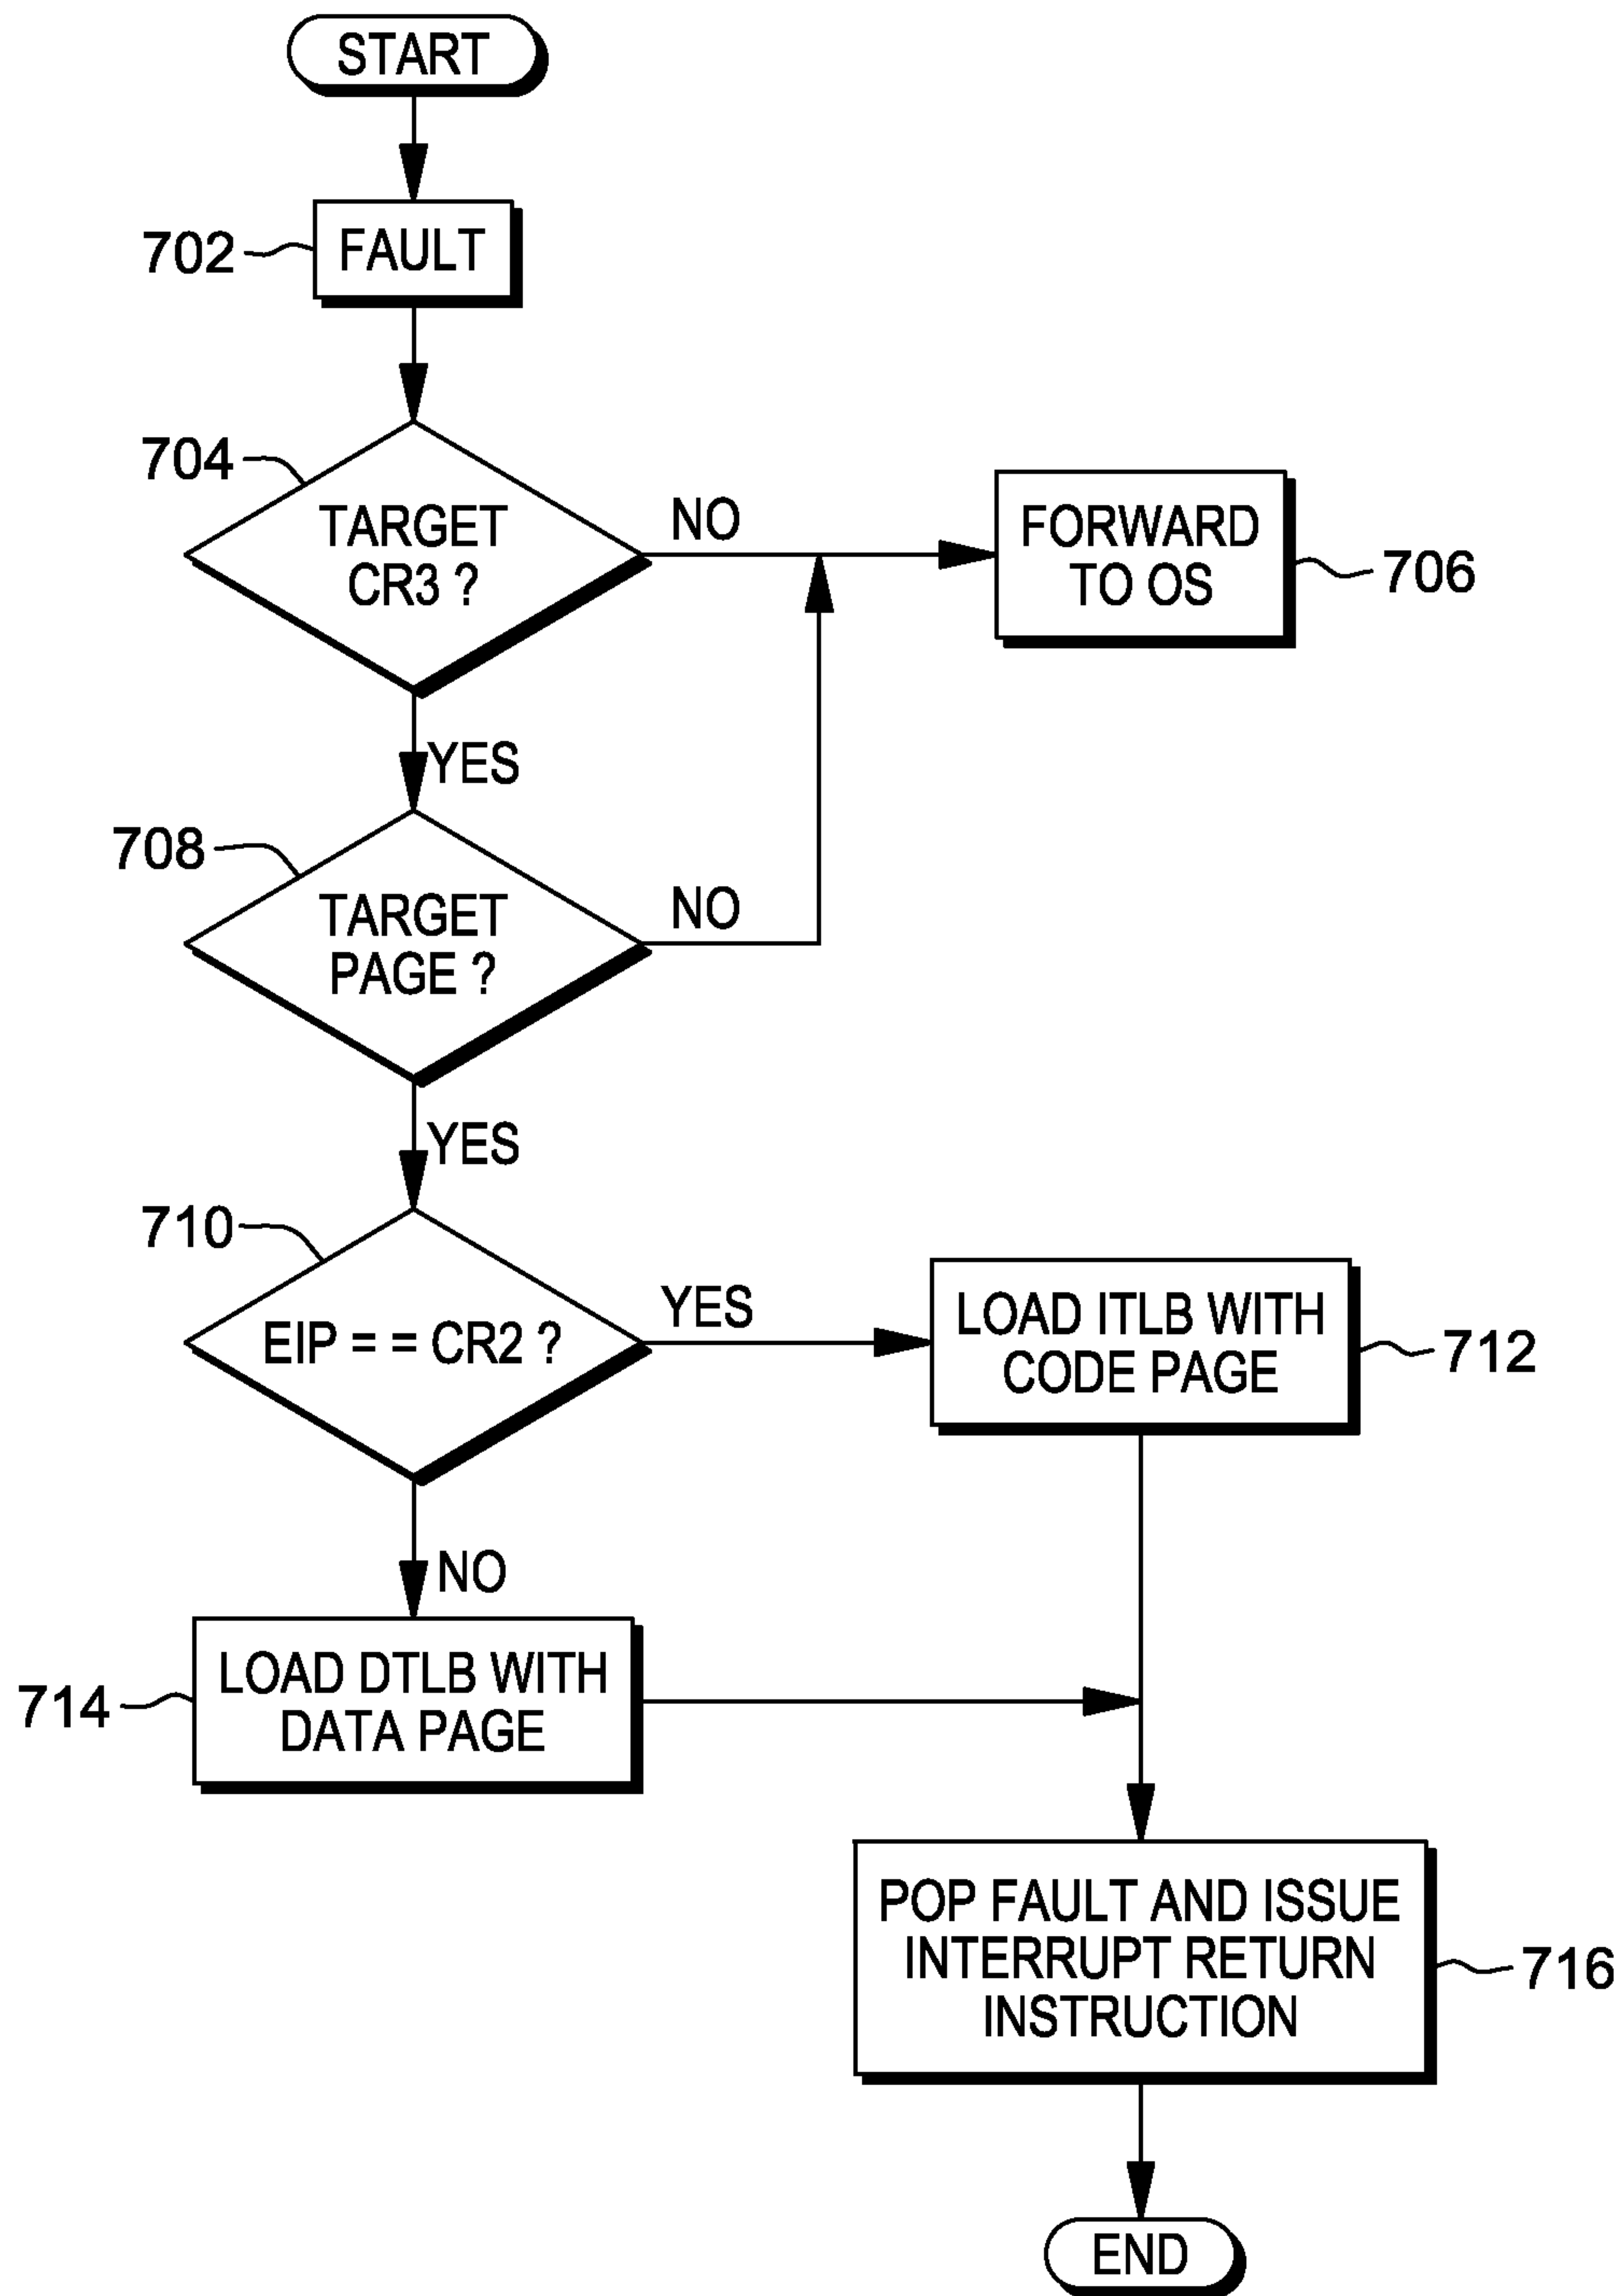 START
702
FAULT
704
TARGET
CR3 ?
NO
FORWARD
TO OS
706
YES
708
TARGET
PAGE ?
NO
YES
710
EIP = = CR2 ?
YES
LOAD ITLB WITH
CODE PAGE
712
NO
714
LOAD DTLB WITH
DATA PAGE
POP FAULT AND ISSUE
INTERRUPT RETURN
INSTRUCTION
716
END